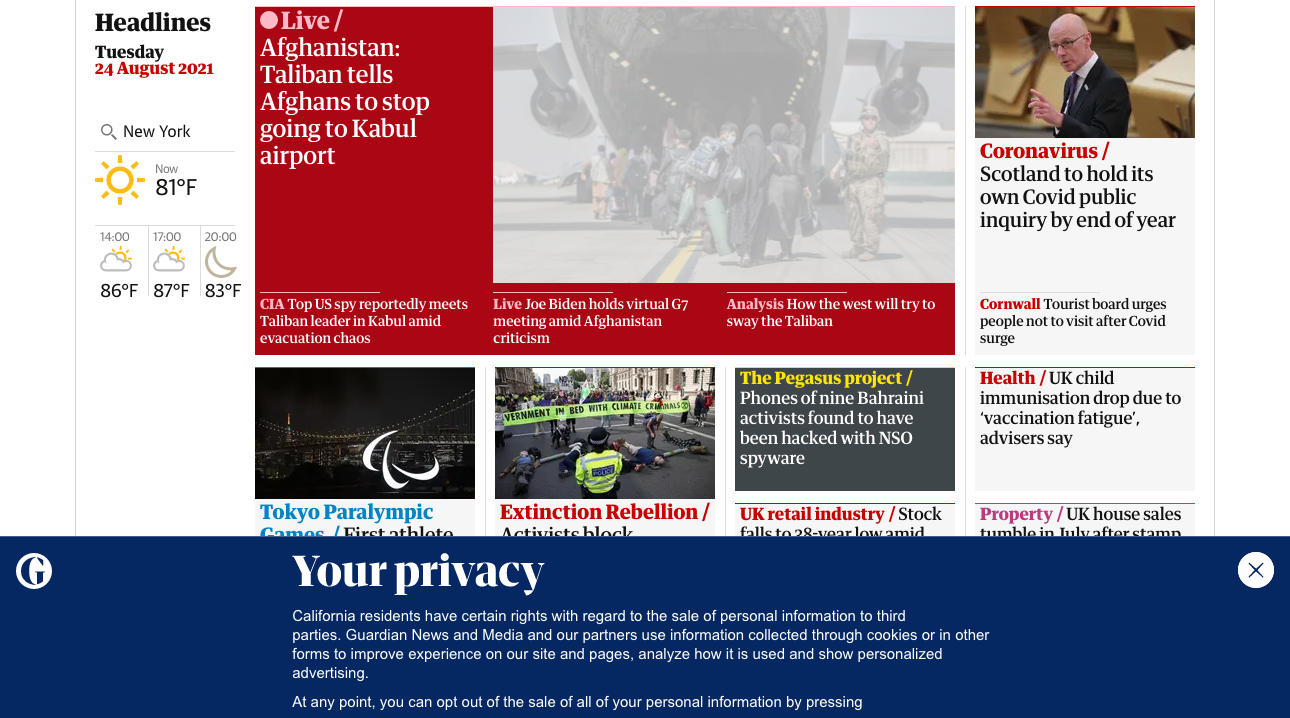 Headlines
Tuesday
24 August 2021
New York
Now
81°F
14:00
17:00
20:00
86°F
87°F
83°F
Live /
Afghanistan:
Taliban tells
Afghans to stop
going to Kabul
airport
CIA Top US spy reportedly meets
Taliban leader in Kabul amid
evacuation chaos
Live Joe Biden holds virtual G7
meeting amid Afghanistan
criticism
Analysis How the west will try to
sway the Taliban
Coronavirus /
Scotland to hold its
own Covid public
inquiry by end of year
Cornwall Tourist board urges
people not to visit after Covid
surge
Tokyo Paralympic
Games / First athlete
VERNMENT IN BED WITH CLIMATE CRIMINALS
POLICE
Extinction Rebellion /
Activists block
The Pegasus project /
Phones of nine Bahraini
activists found to have
been hacked with NSO
spyware
Health / UK child
immunisation drop due to
‘vaccination fatigue’,
advisers say
UK retail industry / Stock
falls to 38-year low amid
Property / UK house sales
tumble in July after stamp
G
Your privacy
California residents have certain rights with regard to the sale of personal information to third
parties. Guardian News and Media and our partners use information collected through cookies or in other
forms to improve experience on our site and pages, analyze how it is used and show personalized
advertising.
At any point, you can opt out of the sale of all of your personal information by pressing